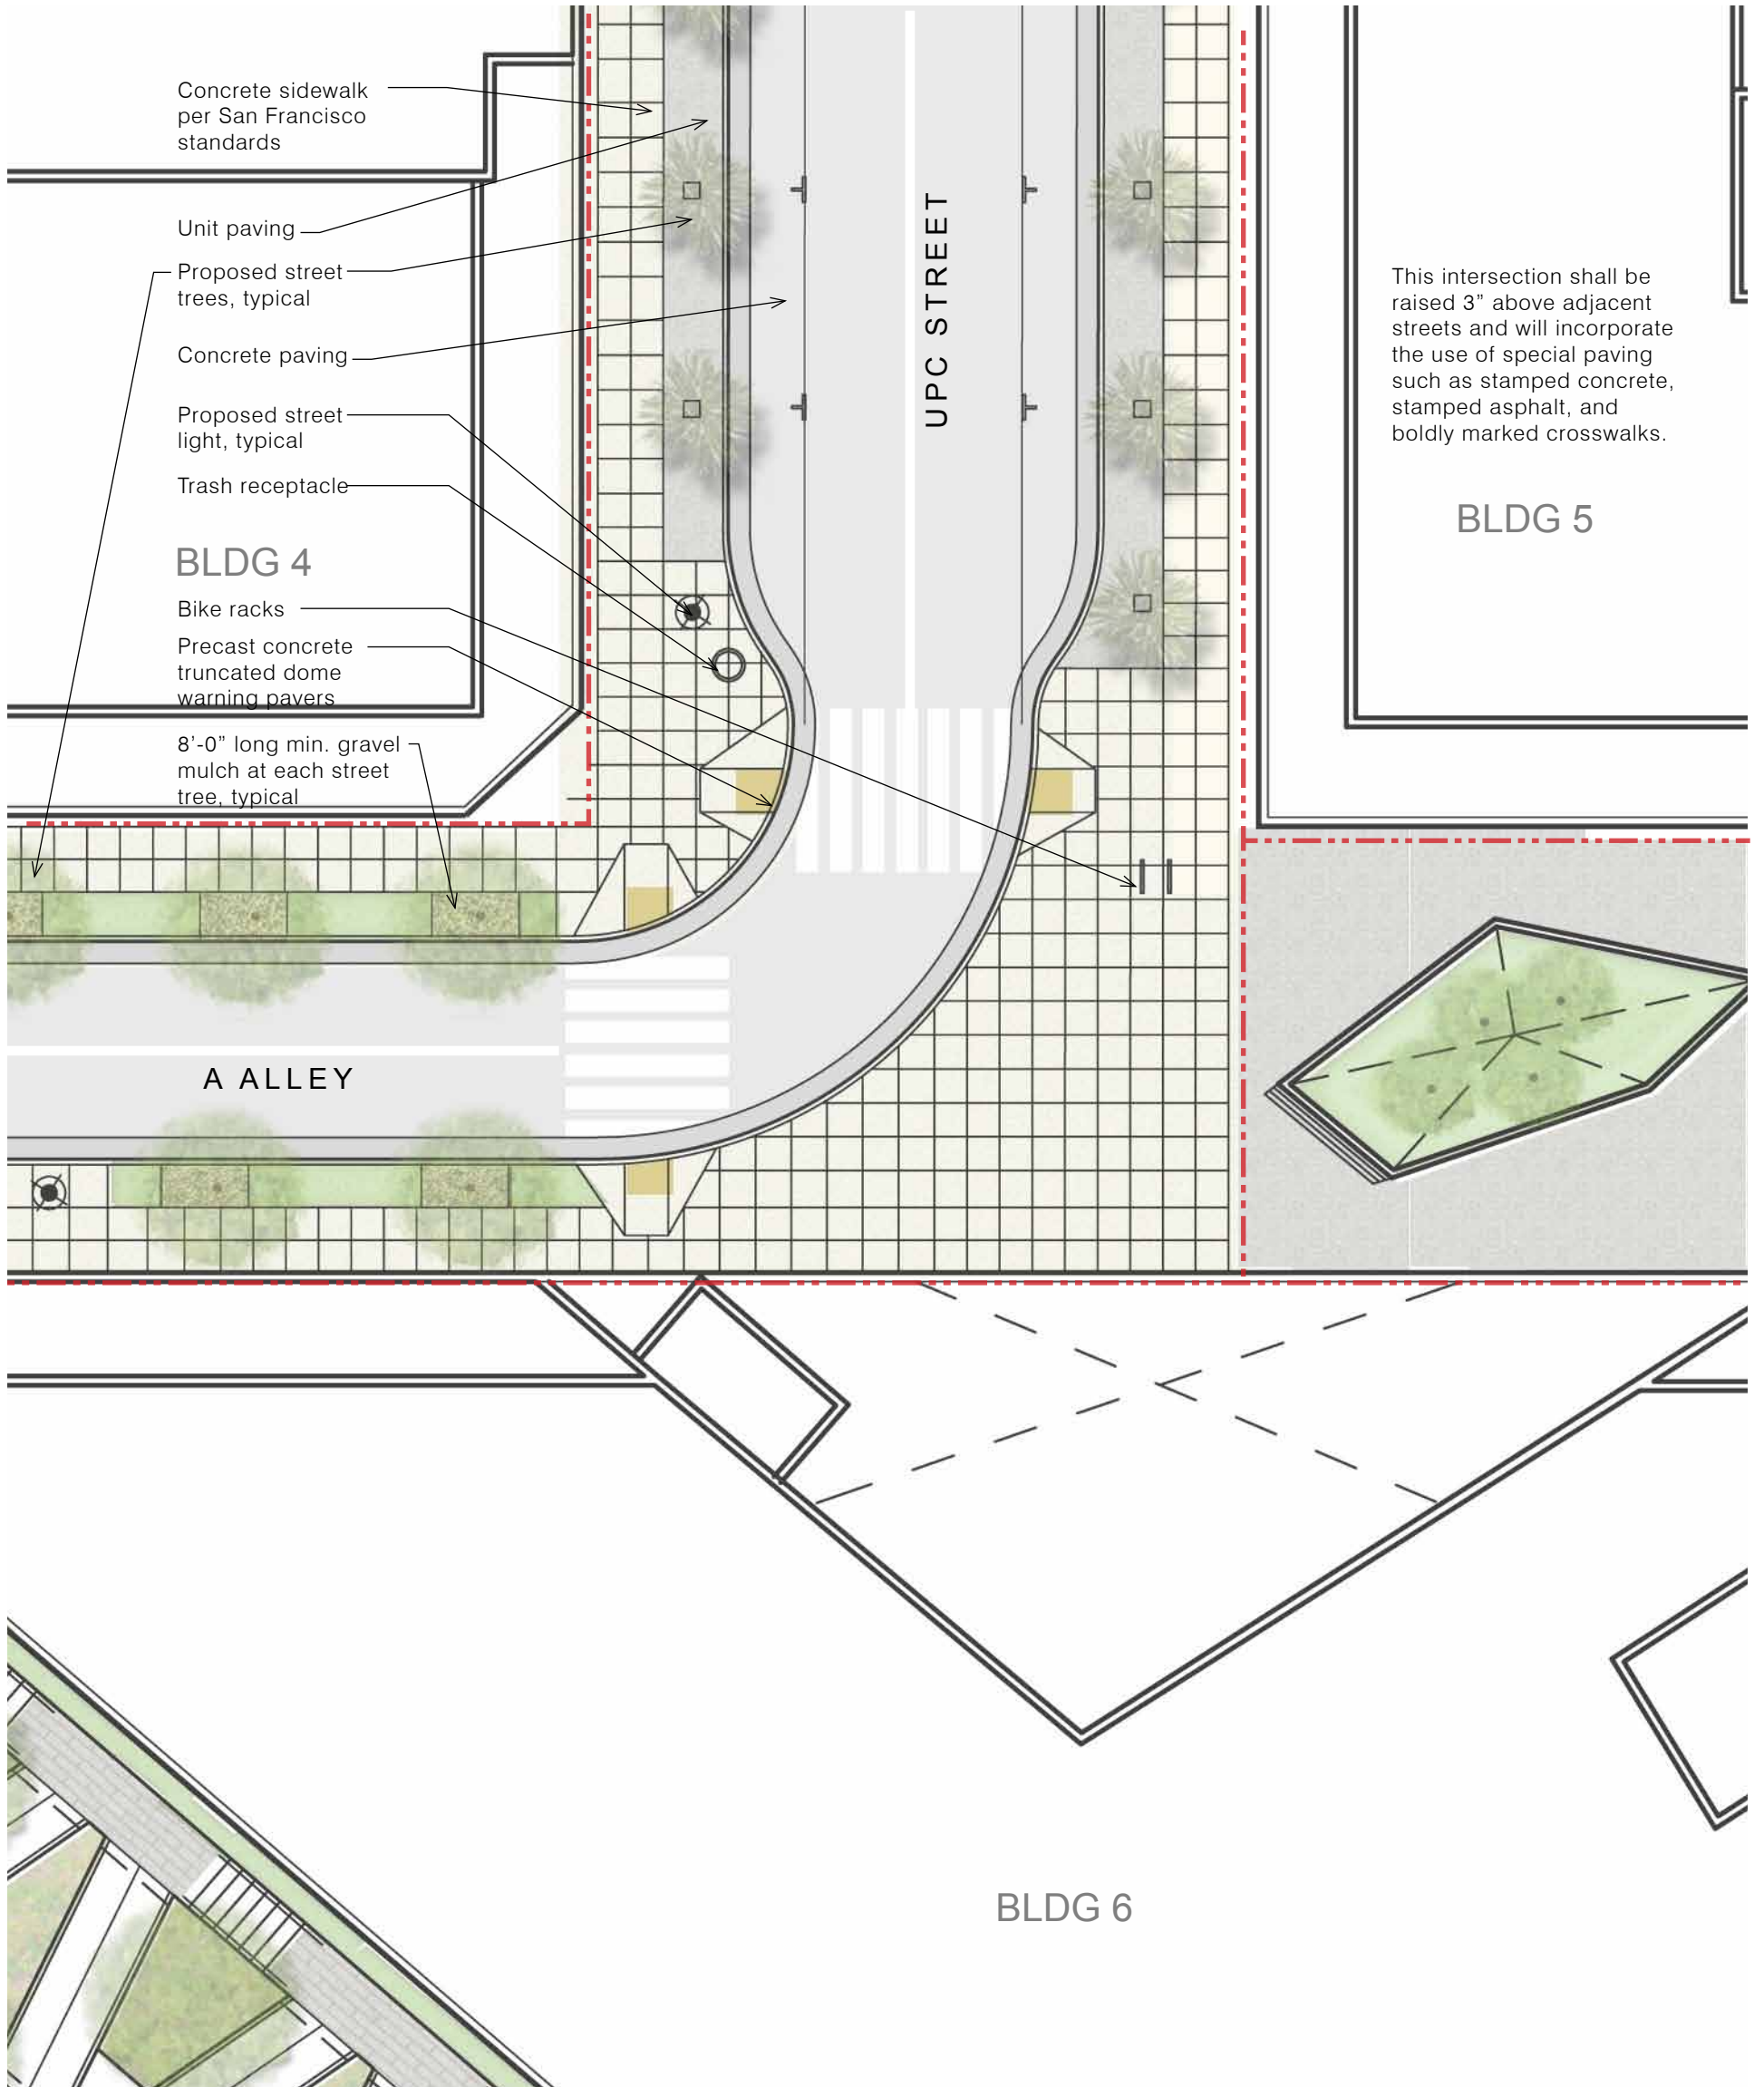 Concrete sidewalk
per San Francisco
standards
Unit paving
Proposed street
trees, typical
Concrete paving
Proposed street
light, typical
Trash receptacle
BLDG 4
Bike racks
Precast concrete
truncated dome
warning pavers
8’-0” long min. gravel
mulch at each street
tree, typical
UPC STREET
This intersection shall be
raised 3” above adjacent
streets and will incorporate
the use of special paving
such as stamped concrete,
stamped asphalt, and
boldly marked crosswalks.
BLDG 5
A ALLEY
BLDG 6